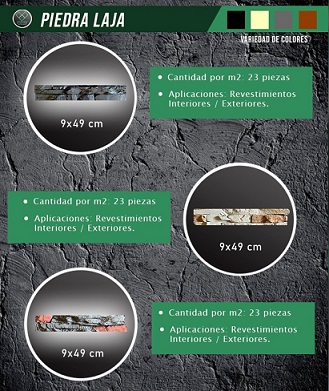 PIEDRA LAJA
VARIEDAD DE COLORES
9x49 cm
• Cantidad por m2: 23 piezas
• Aplicaciones: Revestimientos
Interiores / Exteriores.
• Cantidad por m2: 23 piezas
• Aplicaciones: Revestimientos
Interiores / Exteriores.
9x49 cm
9x49 cm
• Cantidad por m2: 23 piezas
• Aplicaciones: Revestimientos
Interiores / Exteriores.